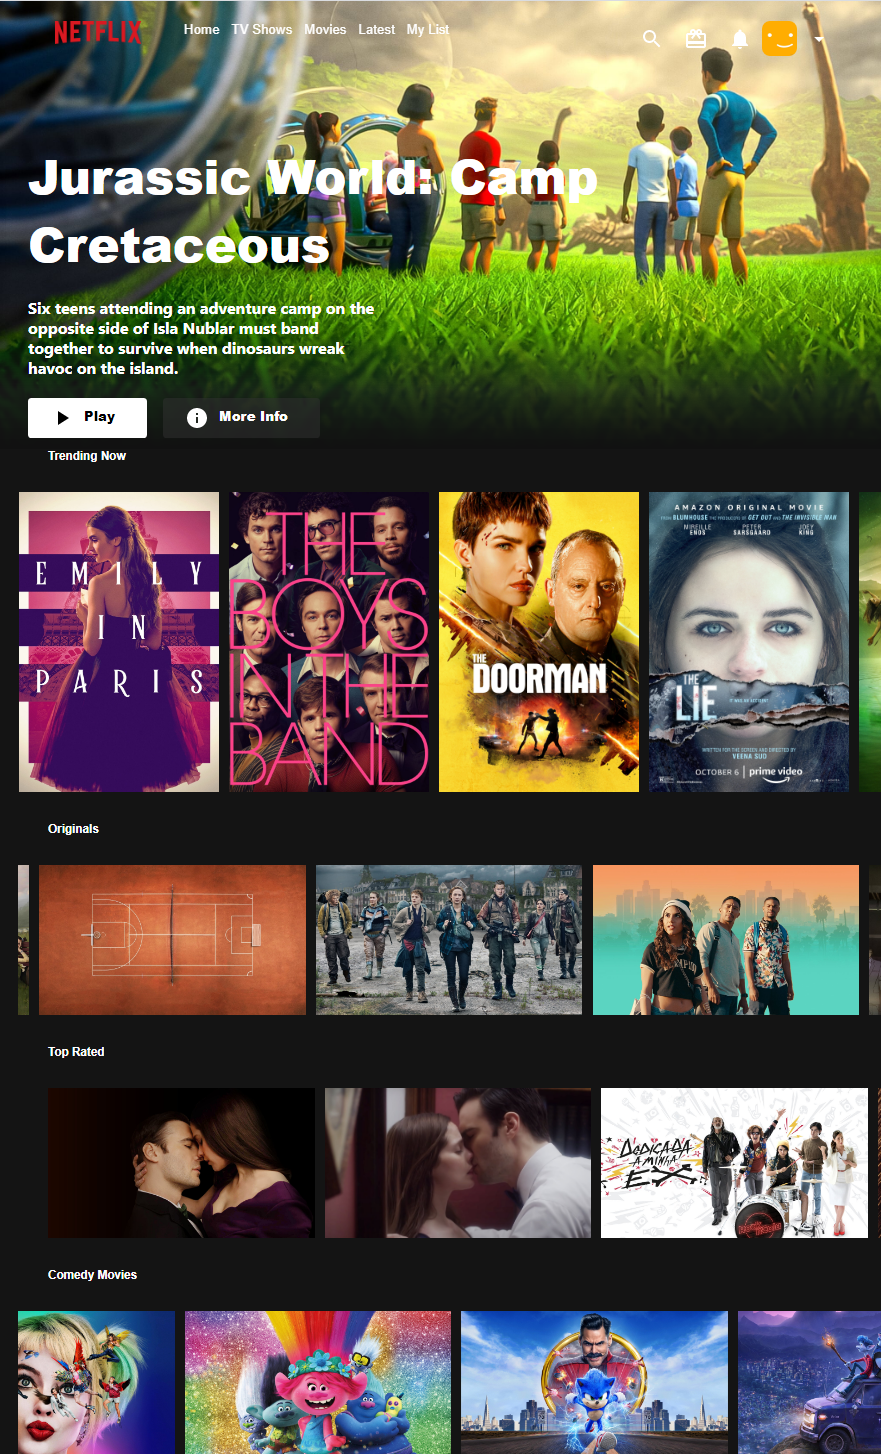 NETFLIX
Home TV Shows Movies Latest My List
Jurassic World: Camp
Cretaceous
Six teens attending an adventure camp on the
opposite side of Isla Nublar must band
together to survive when dinosaurs wreak
havoc on the island.
Play More Info
Trending Now
EMILY
IN
PARIS
THE
BOYS
IN THE
BAND
THE
DOORMAN
AMAZON ORIGINAL MOVIE
FROM BLUMHOUSE THE PRODUCERS OF GET OUT AND THE INVISIBLE MAN
MIREILLE PETER JOEY
ENOS SARSGAARD KING
THE
LIE
WRITTEN FOR THE SCREEN AND DIRECTED BY
VEENA SUD
OCTOBER 6 | prime video
Originals
Top Rated
DEDICADA
A MINHA
EX
Comedy Movies